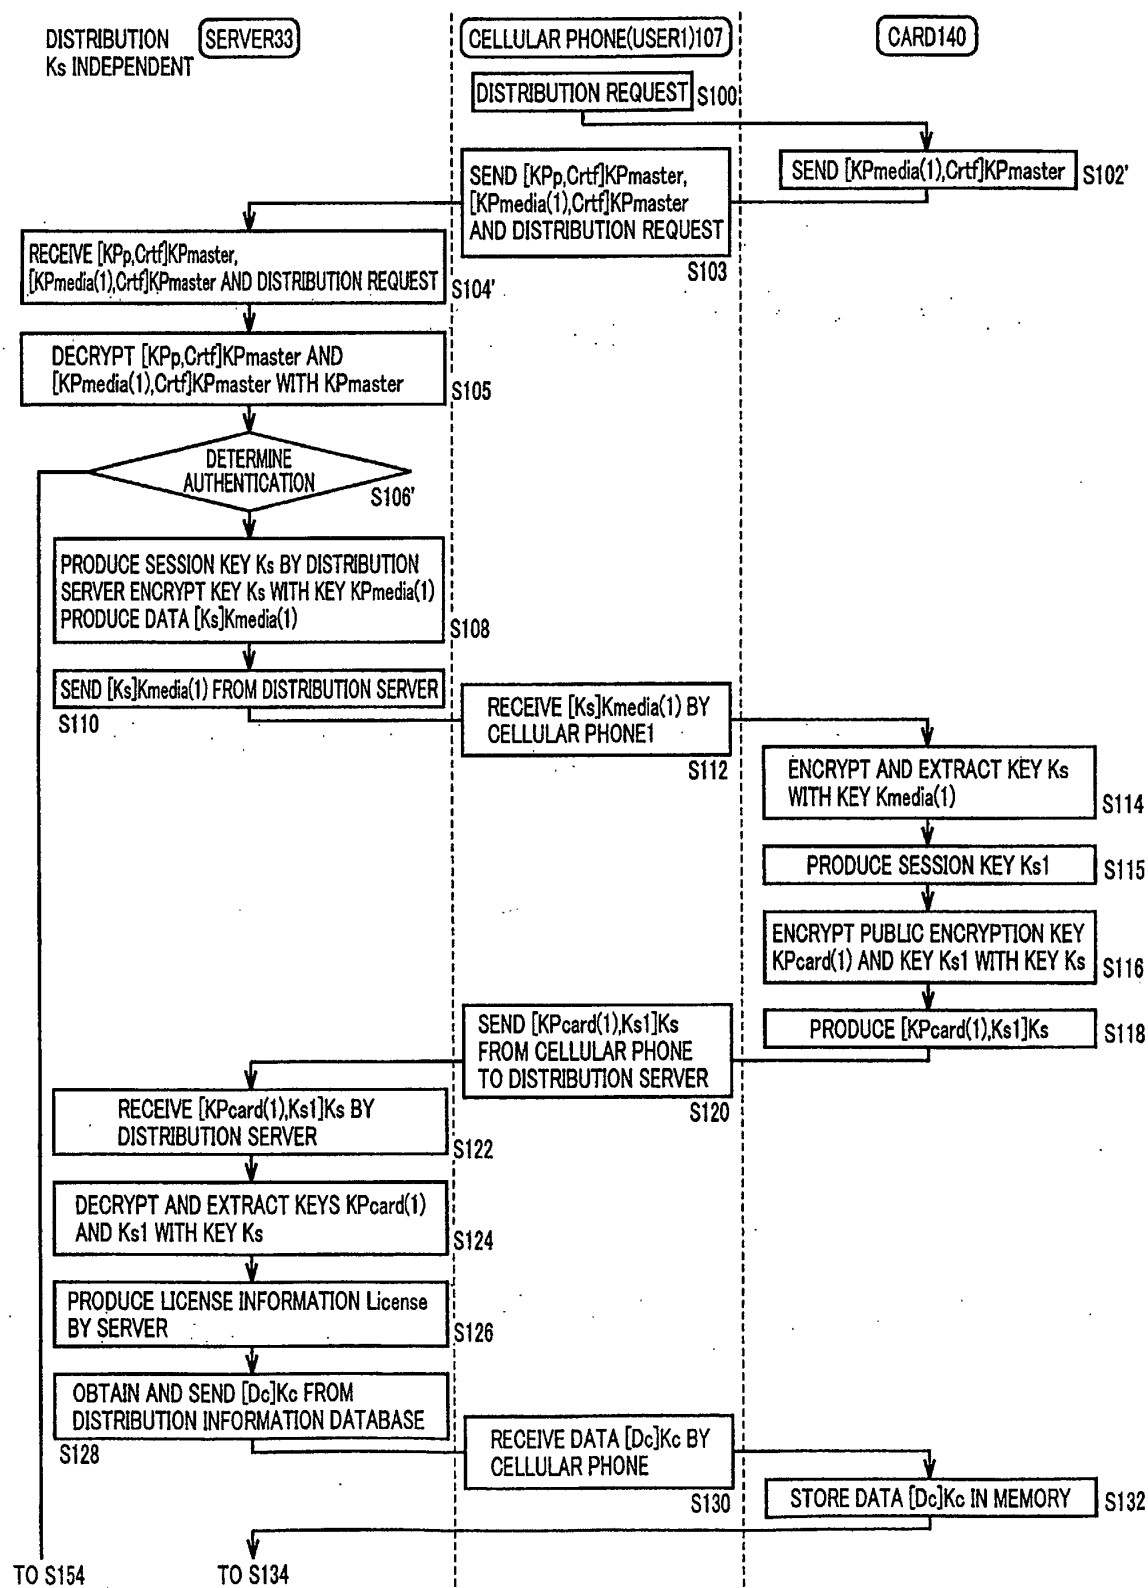 DISTRIBUTION
Ks INDEPENDENT
SERVER33
CELLULAR PHONE(USER1)107
CARD140
DISTRIBUTION REQUEST
S100
SEND [KPmedia(1),Crtf]KPmaster
S102'
SEND [KPp,Crtf]KPmaster,
[KPmedia(1),Crtf]KPmaster
AND DISTRIBUTION REQUEST
S103
RECEIVE [KPp,Crtf]KPmaster,
[KPmedia(1),Crtf]KPmaster AND DISTRIBUTION REQUEST
S104'
DECRYPT [KPp,Crtf]KPmaster AND
[KPmedia(1),Crtf]KPmaster WITH KPmaster
S105
DETERMINE
AUTHENTICATION
S106'
PRODUCE SESSION KEY Ks BY DISTRIBUTION
SERVER ENCRYPT KEY Ks WITH KEY KPmedia(1)
PRODUCE DATA [Ks]Kmedia(1)
S108
SEND [Ks]Kmedia(1) FROM DISTRIBUTION SERVER
S110
RECEIVE [Ks]Kmedia(1) BY
CELLULAR PHONE1
S112
ENCRYPT AND EXTRACT KEY Ks
WITH KEY Kmedia(1)
S114
PRODUCE SESSION KEY Ks1
S115
ENCRYPT PUBLIC ENCRYPTION KEY
KPcard(1) AND KEY Ks1 WITH KEY Ks
S116
PRODUCE [KPcard(1),Ks1]Ks
S118
SEND [KPcard(1),Ks1]Ks
FROM CELLULAR PHONE
TO DISTRIBUTION SERVER
S120
RECEIVE [KPcard(1),Ks1]Ks BY
DISTRIBUTION SERVER
S122
DECRYPT AND EXTRACT KEYS KPcard(1)
AND Ks1 WITH KEY Ks
S124
PRODUCE LICENSE INFORMATION License
BY SERVER
S126
OBTAIN AND SEND [Dc]Kc FROM
DISTRIBUTION INFORMATION DATABASE
S128
RECEIVE DATA [Dc]Kc BY
CELLULAR PHONE
S130
STORE DATA [Dc]Kc IN MEMORY
S132
TO S154
TO S134